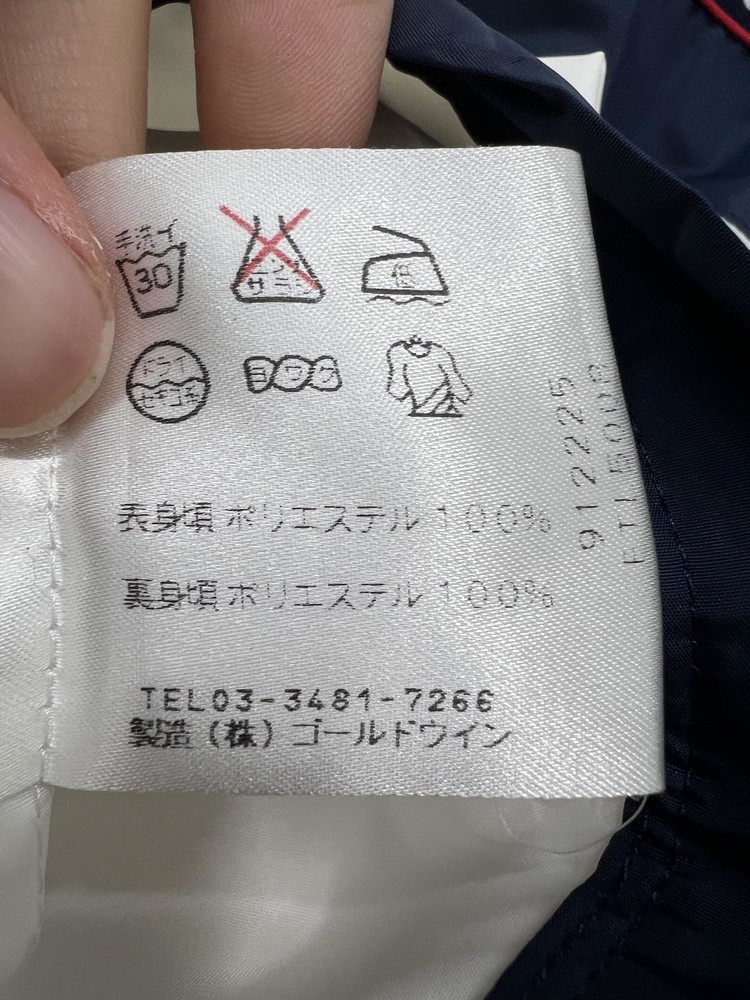 手洗イ
30
エンソ
サラシ
低
ドライ
セキユ系
ヨワク
表身頃 ポリエステル 100%
裏身頃 ポリエステル 100%
TEL03-3481-7266
製造(株)ゴールドウイン
912225